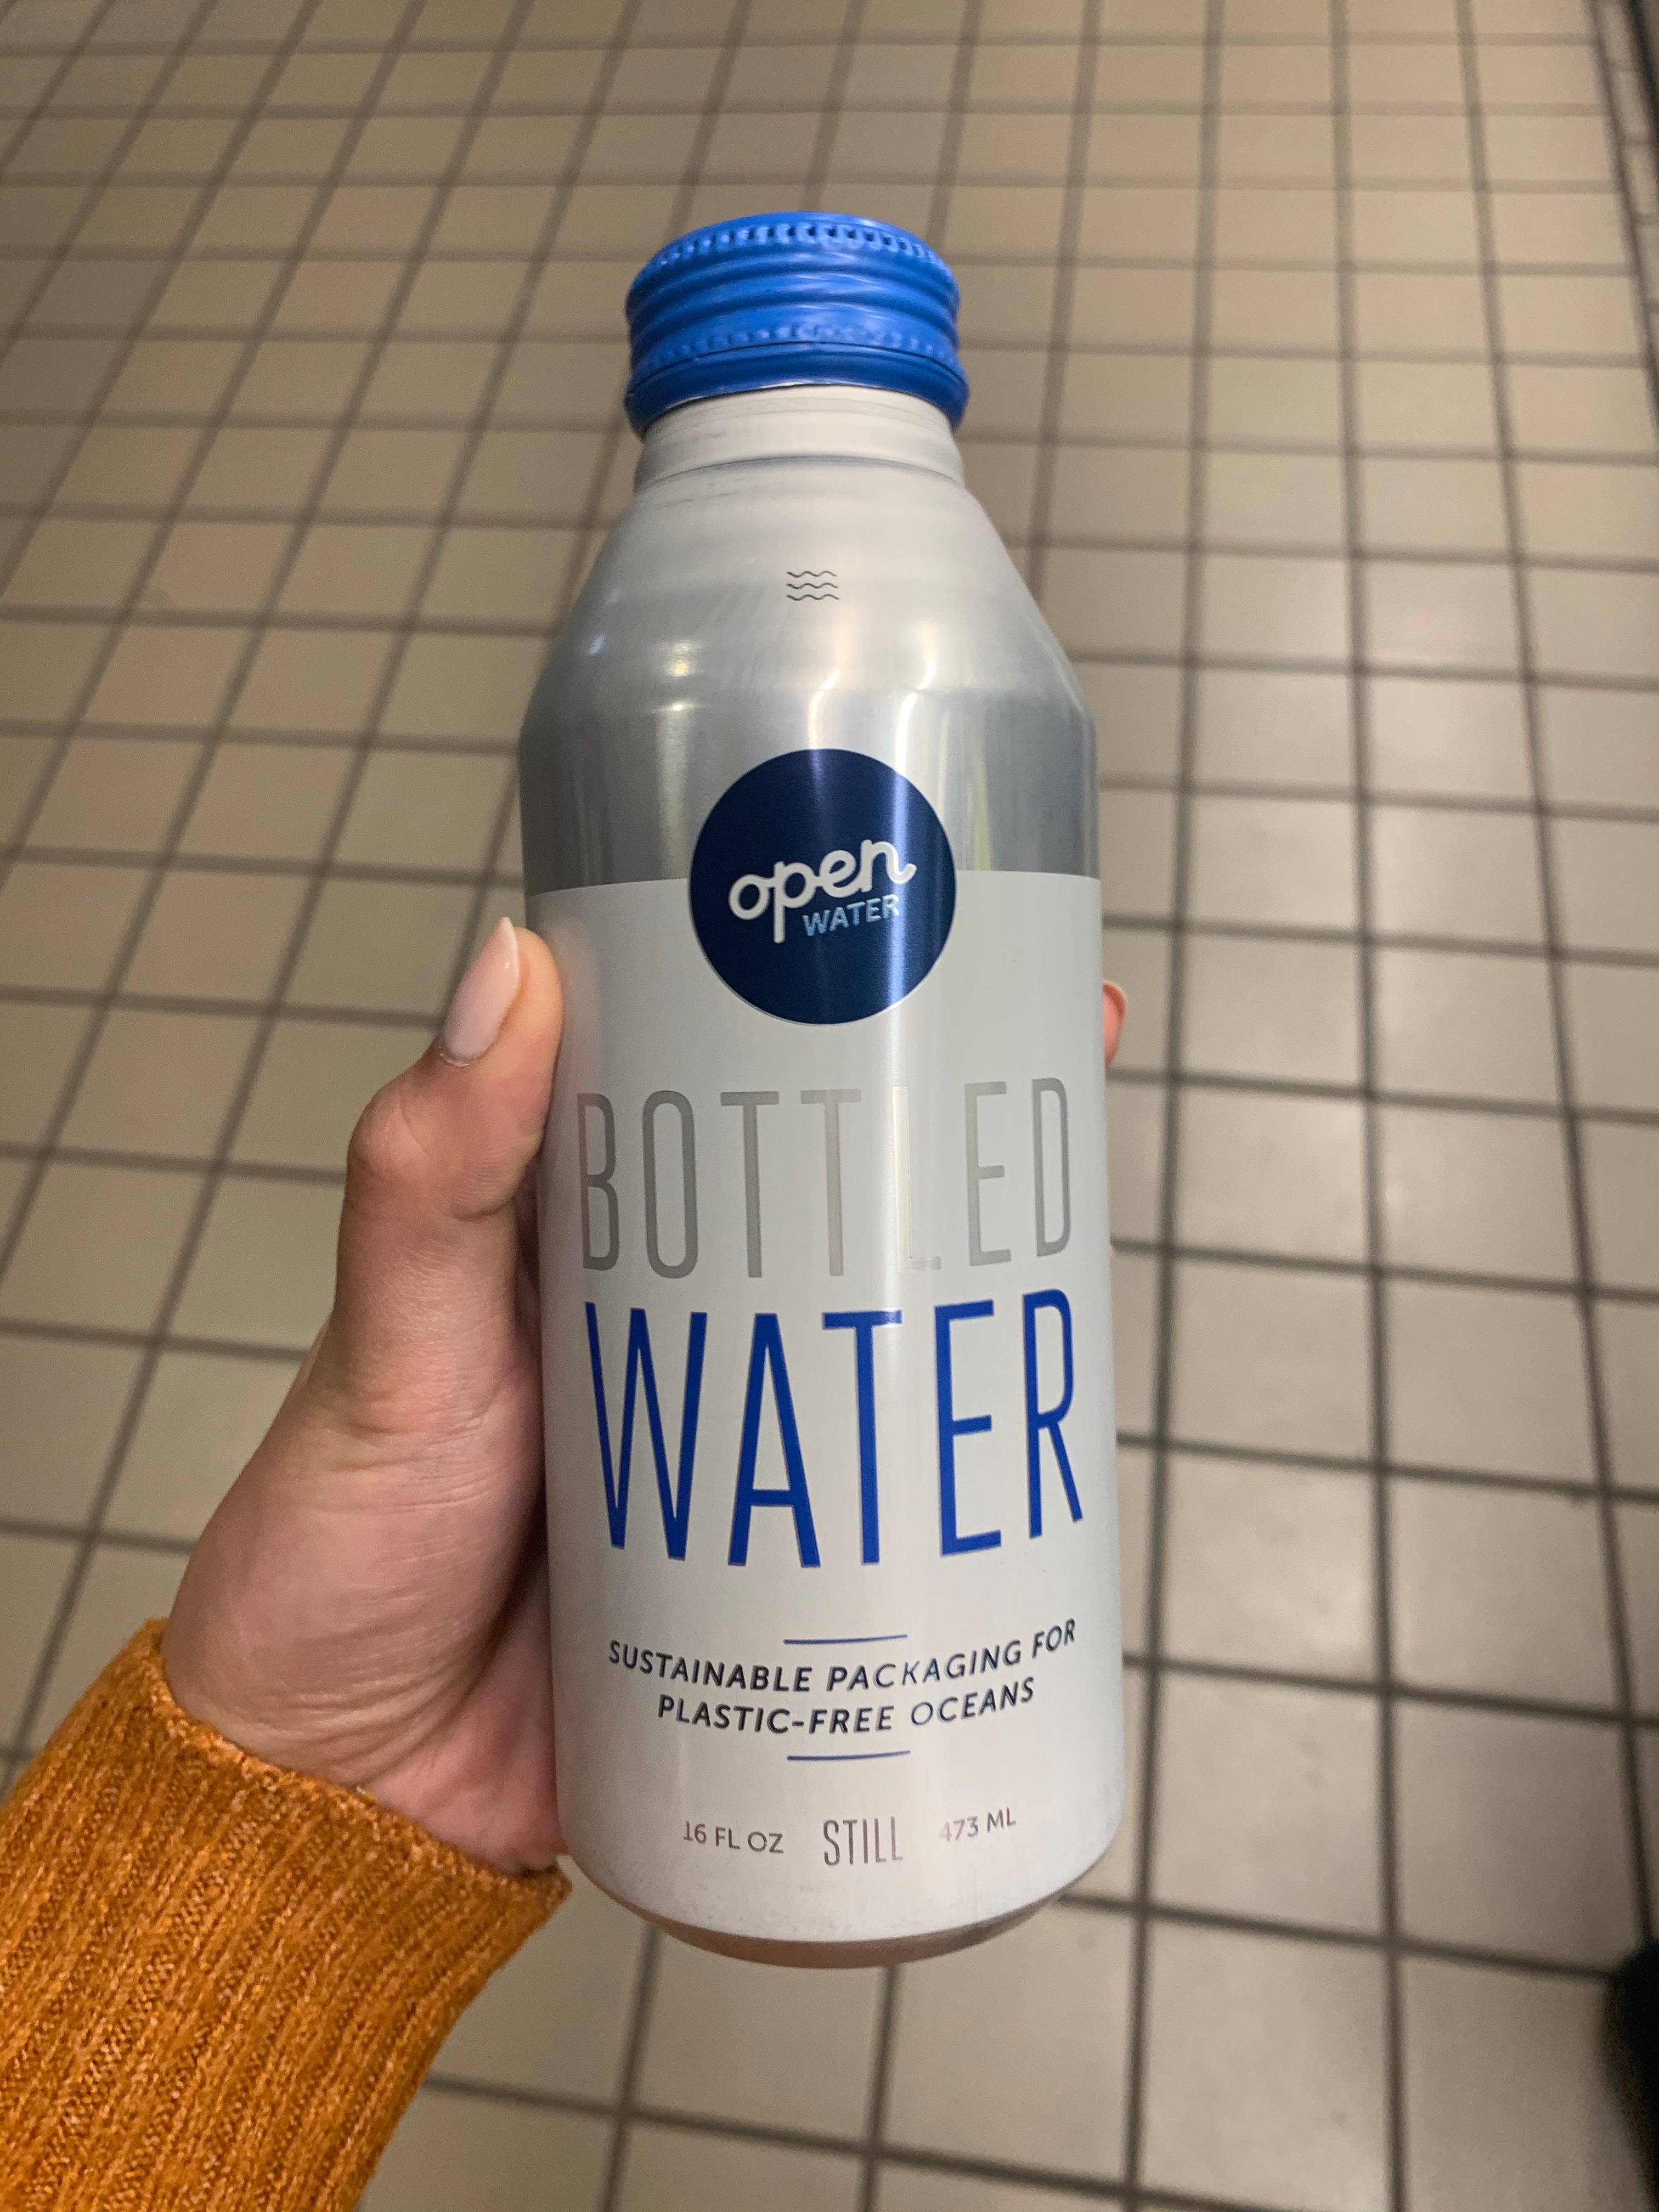 open
WATER
BOTTLED
WATER
SUSTAINABLE PACKAGING FOR
PLASTIC-FREE OCEANS
16 FL OZ STILL 473 ML